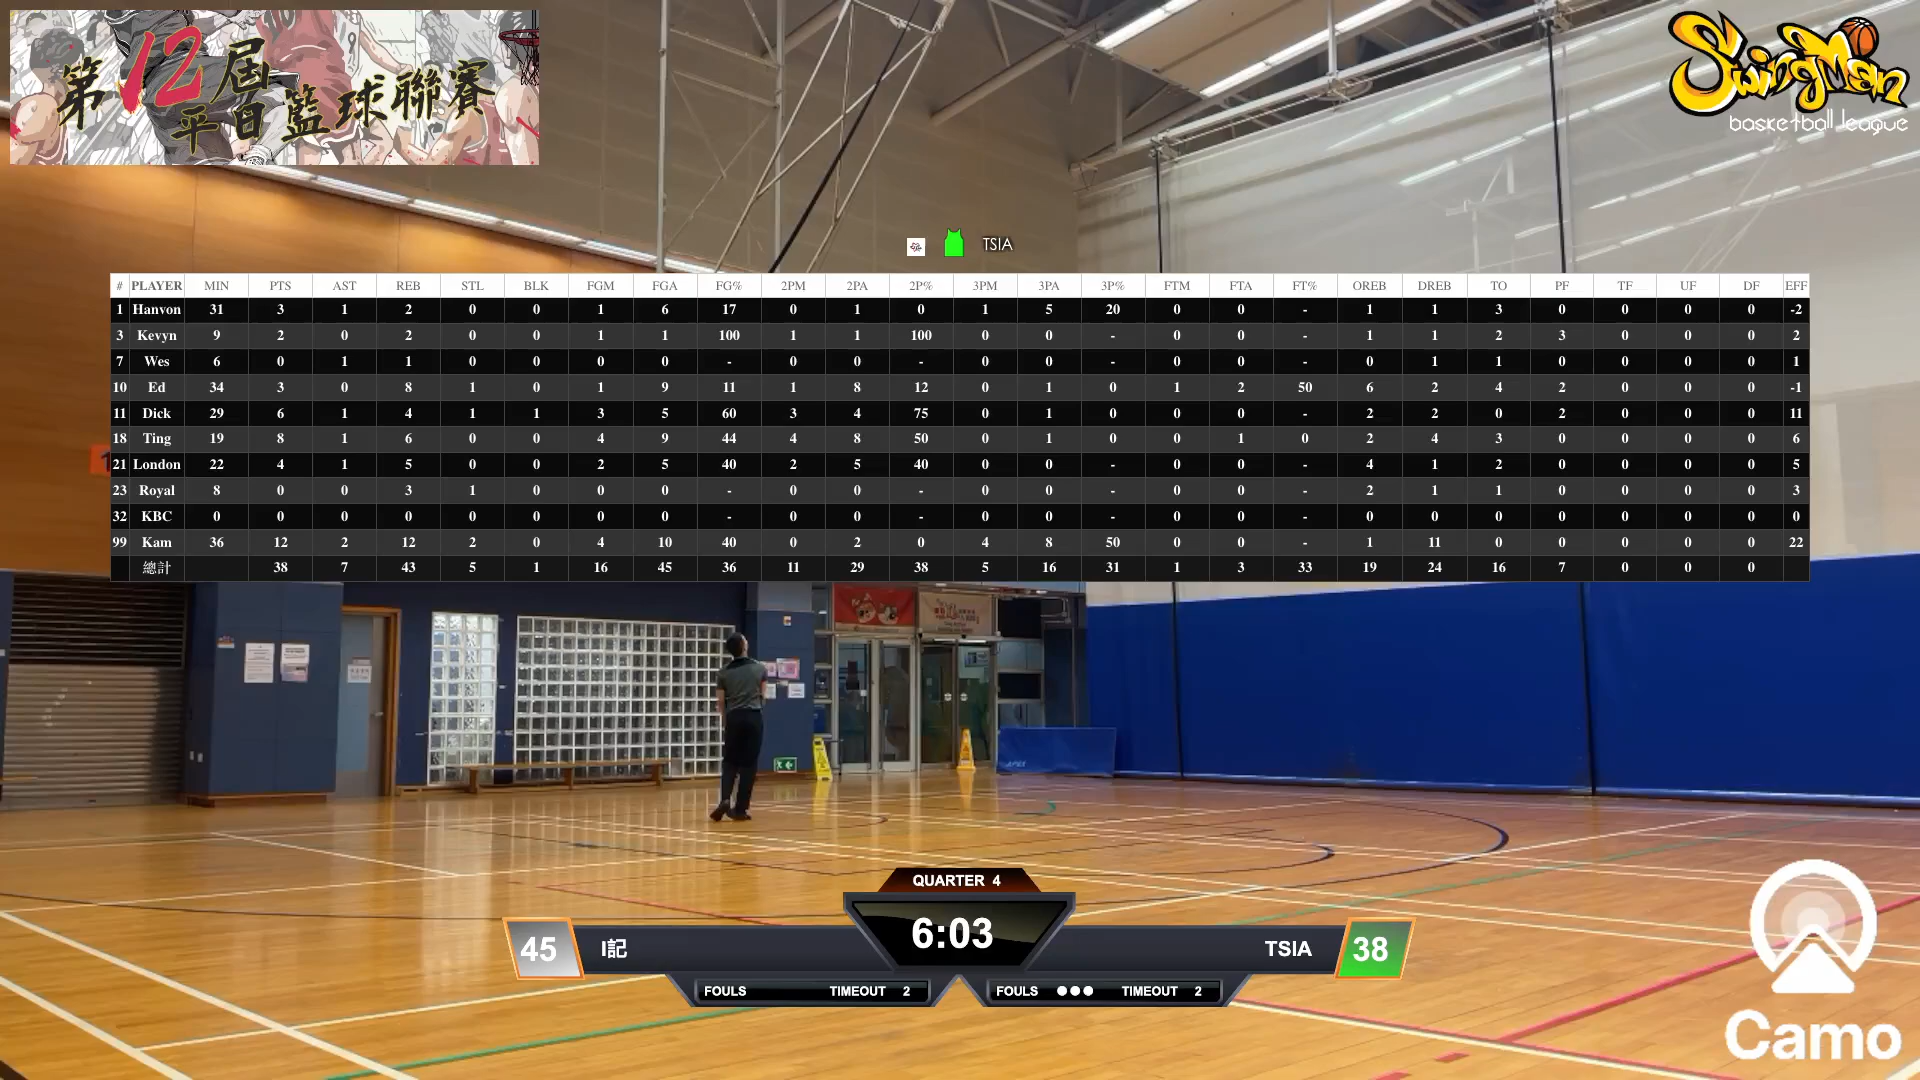 第12屆
平日籃球聯賽
SwingMan
basketball league
TSIA
# PLAYER MIN PTS AST REB STL BLK FGM FGA FG% 2PM 2PA 2P% 3PM 3PA 3P% FTM FTA FT% OREB DREB TO PF TF UF DF EFF
1 Hanvon 31 3 1 2 0 0 1 6 17 0 1 0 1 5 20 0 0 - 1 1 3 0 0 0 0 -2
3 Kevyn 9 2 0 2 0 0 1 1 100 1 1 100 0 0 - 0 0 - 1 1 2 3 0 0 0 2
7 Wes 6 0 1 1 0 0 0 0 - 0 0 - 0 0 - 0 0 - 0 1 1 0 0 0 0 1
10 Ed 34 3 0 8 1 0 1 9 11 1 8 12 0 1 0 1 2 50 6 2 4 2 0 0 0 -1
11 Dick 29 6 1 4 1 1 3 5 60 3 4 75 0 1 0 0 0 - 2 2 0 2 0 0 0 11
18 Ting 19 8 1 6 0 0 4 9 44 4 8 50 0 1 0 0 1 0 2 4 3 0 0 0 0 6
21 London 22 4 1 5 0 0 2 5 40 2 5 40 0 0 - 0 0 - 4 1 2 0 0 0 0 5
23 Royal 8 0 0 3 1 0 0 0 - 0 0 - 0 0 - 0 0 - 2 1 1 0 0 0 0 3
32 KBC 0 0 0 0 0 0 0 0 - 0 0 - 0 0 - 0 0 - 0 0 0 0 0 0 0 0
99 Kam 36 12 2 12 2 0 4 10 40 0 2 0 4 8 50 0 0 - 1 11 0 0 0 0 0 22
總計 38 7 43 5 1 16 45 36 11 29 38 5 16 31 1 3 33 19 24 16 7 0 0 0
QUARTER 4
6:03
45 I記
TSIA 38
FOULS TIMEOUT 2
FOULS ●●● TIMEOUT 2
Camo